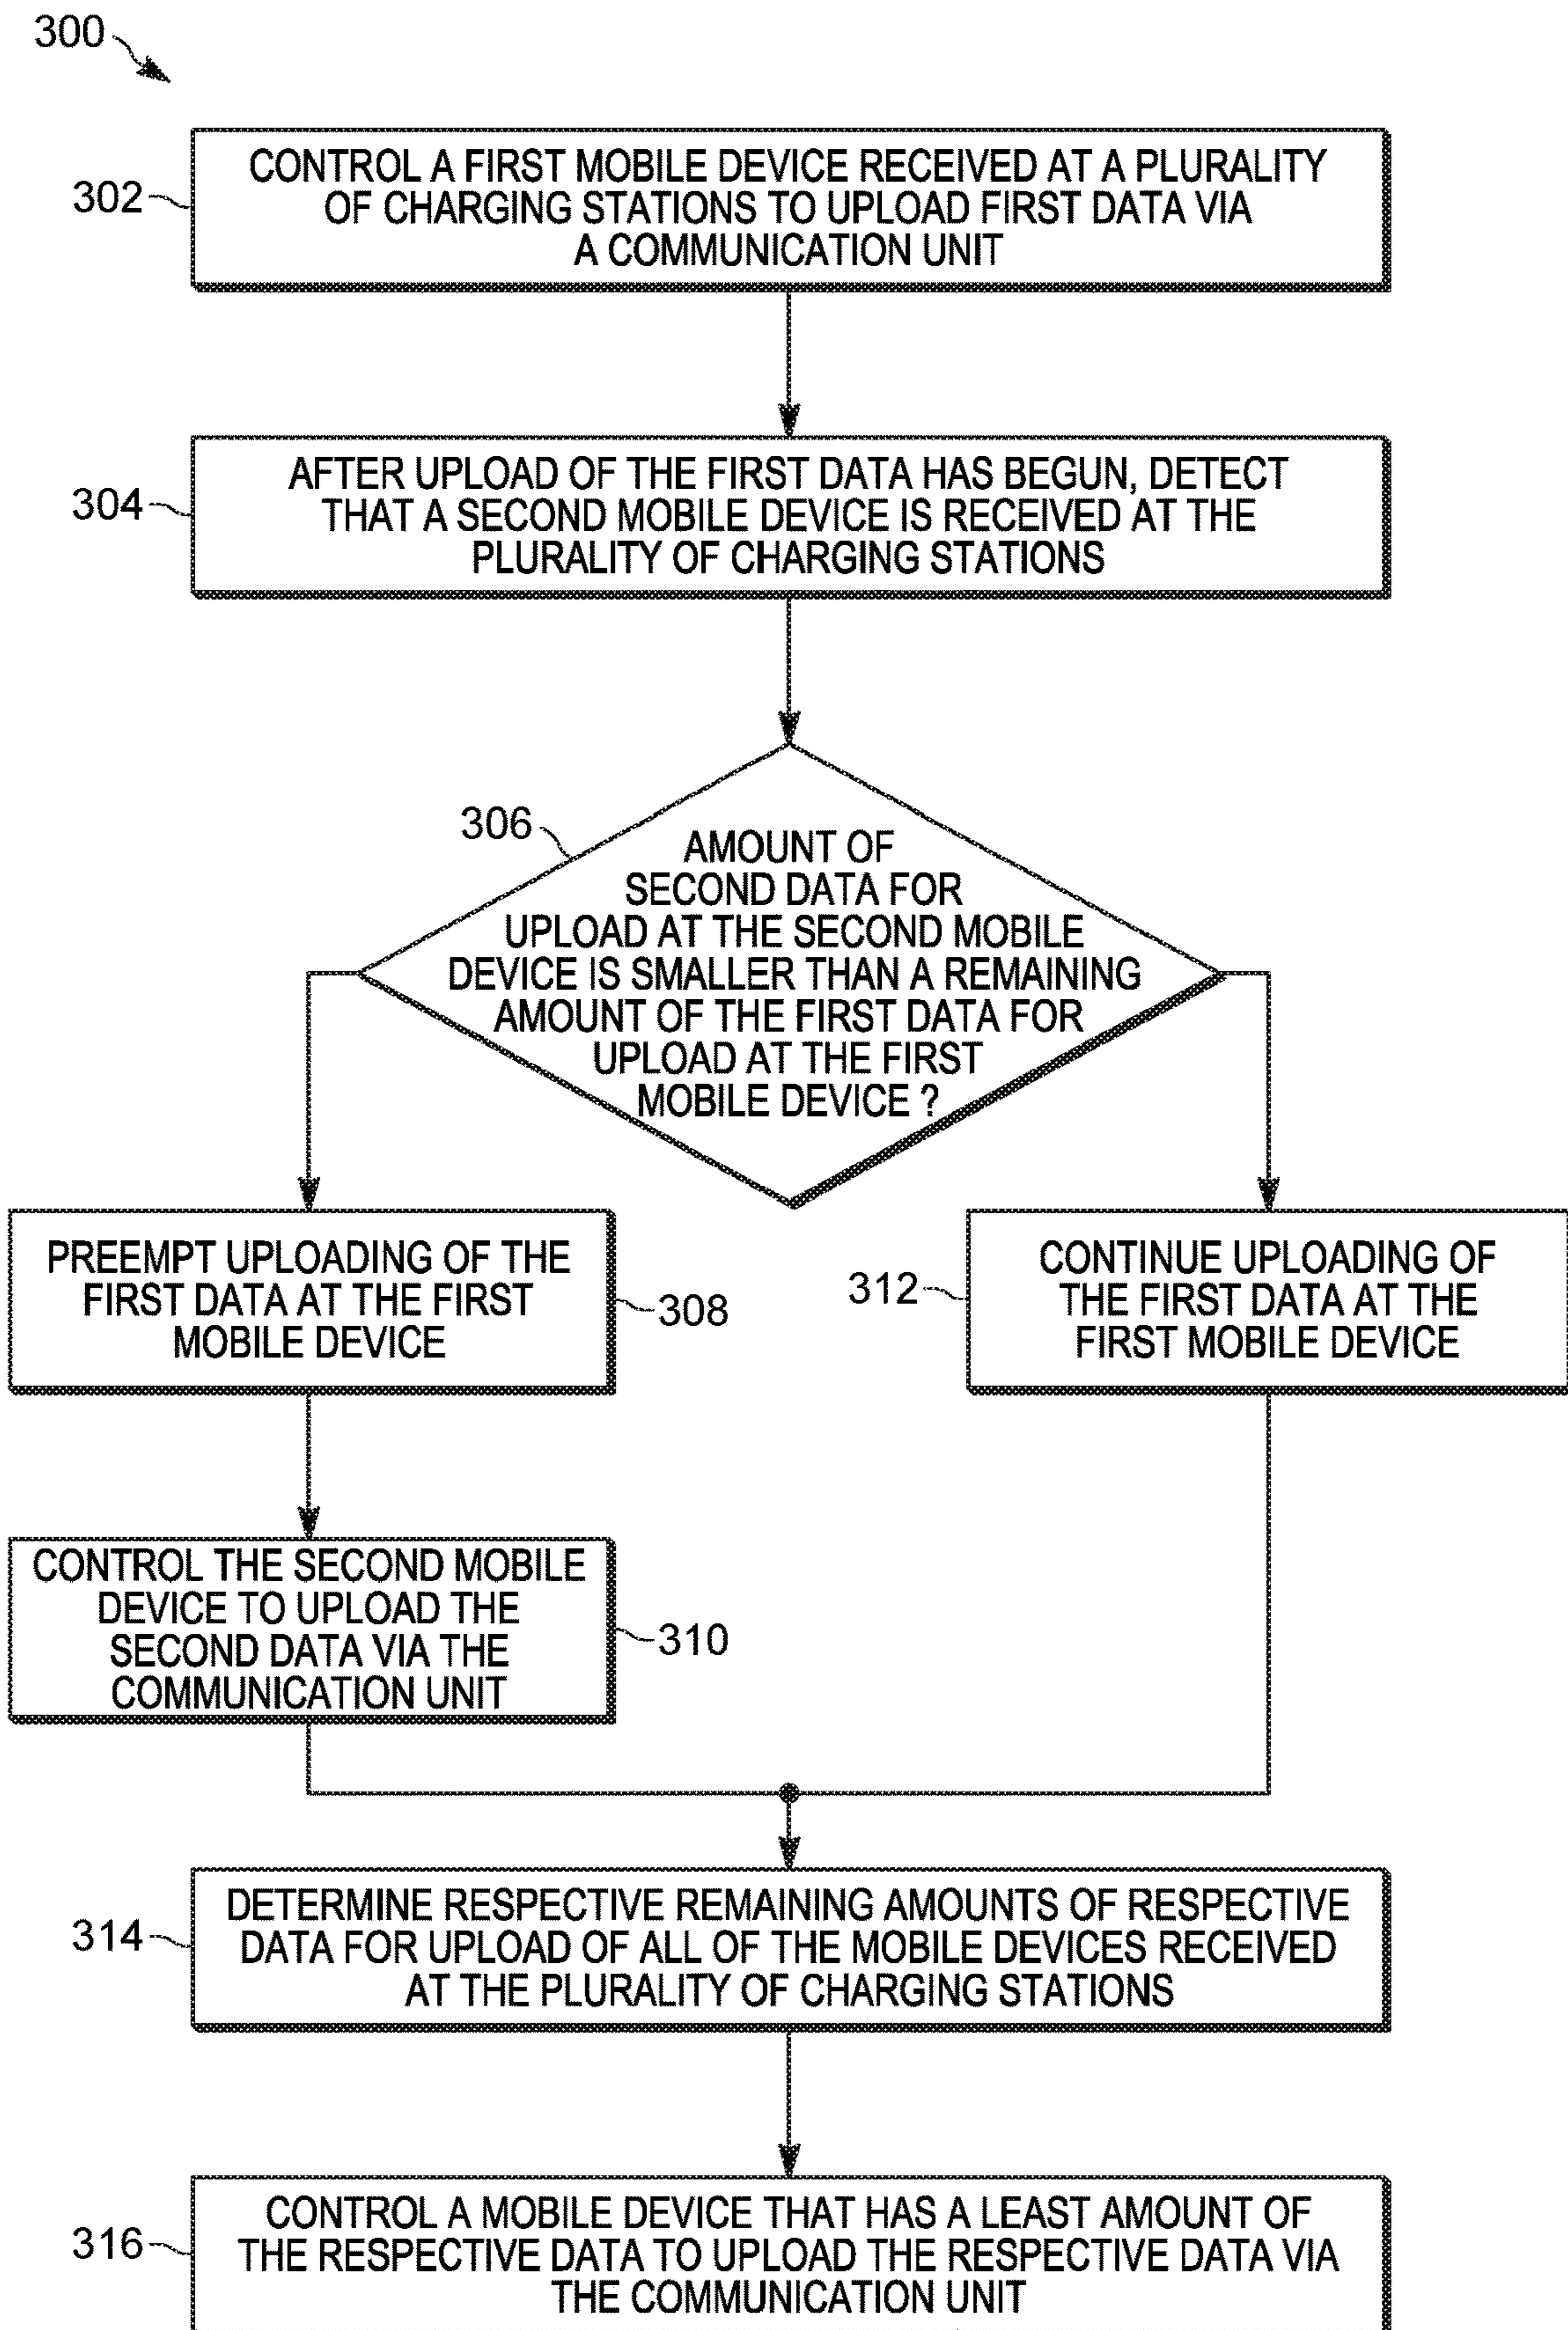 300
302
CONTROL A FIRST MOBILE DEVICE RECEIVED AT A PLURALITY
OF CHARGING STATIONS TO UPLOAD FIRST DATA VIA
A COMMUNICATION UNIT
304
AFTER UPLOAD OF THE FIRST DATA HAS BEGUN, DETECT
THAT A SECOND MOBILE DEVICE IS RECEIVED AT THE
PLURALITY OF CHARGING STATIONS
306
AMOUNT OF
SECOND DATA FOR
UPLOAD AT THE SECOND MOBILE
DEVICE IS SMALLER THAN A REMAINING
AMOUNT OF THE FIRST DATA FOR
UPLOAD AT THE FIRST
MOBILE DEVICE ?
PREEMPT UPLOADING OF THE
FIRST DATA AT THE FIRST
MOBILE DEVICE
308
312
CONTINUE UPLOADING OF
THE FIRST DATA AT THE
FIRST MOBILE DEVICE
CONTROL THE SECOND MOBILE
DEVICE TO UPLOAD THE
SECOND DATA VIA THE
COMMUNICATION UNIT
310
314
DETERMINE RESPECTIVE REMAINING AMOUNTS OF RESPECTIVE
DATA FOR UPLOAD OF ALL OF THE MOBILE DEVICES RECEIVED
AT THE PLURALITY OF CHARGING STATIONS
316
CONTROL A MOBILE DEVICE THAT HAS A LEAST AMOUNT OF
THE RESPECTIVE DATA TO UPLOAD THE RESPECTIVE DATA VIA
THE COMMUNICATION UNIT